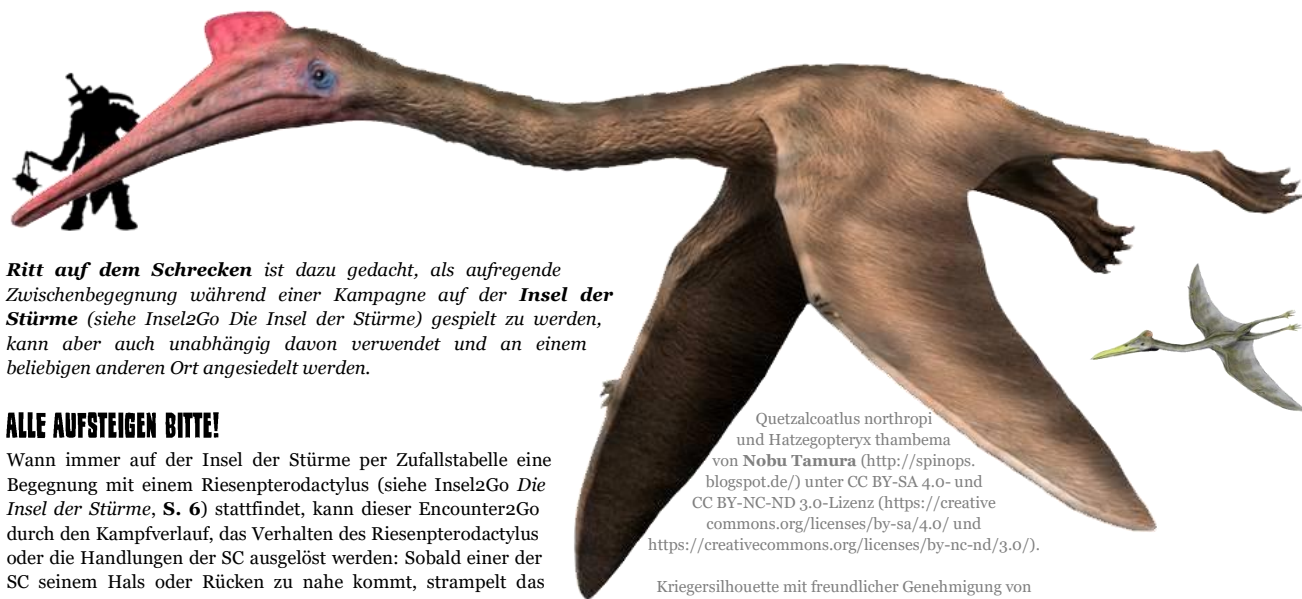 Ritt auf dem Schrecken ist dazu gedacht, als aufregende
Zwischenbegegnung während einer Kampagne auf der Insel der
Stürme (siehe Insel2Go Die Insel der Stürme) gespielt zu werden,
kann aber auch unabhängig davon verwendet und an einem
beliebigen anderen Ort angesiedelt werden.
ALLE AUFSTEIGEN BITTE!
Wann immer auf der Insel der Stürme per Zufallstabelle eine
Begegnung mit einem Riesenpterodactylus (siehe Insel2Go Die
Insel der Stürme, S. 6) stattfindet, kann dieser Encounter2Go
durch den Kampfverlauf, das Verhalten des Riesenpterodactylus
oder die Handlungen der SC ausgelöst werden: Sobald einer der
SC seinem Hals oder Rücken zu nahe kommt, strampelt das
Quetzalcoatlus northropi
und Hatzegopteryx thambema
von Nobu Tamura (http://spinops.
blogspot.de/) unter CC BY-SA 4.0- und
CC BY-NC-ND 3.0-Lizenz (https://creative
commons.org/licenses/by-sa/4.0/ und
https://creativecommons.org/licenses/by-nc-nd/3.0/).
Kriegersilhouette mit freundlicher Genehmigung von